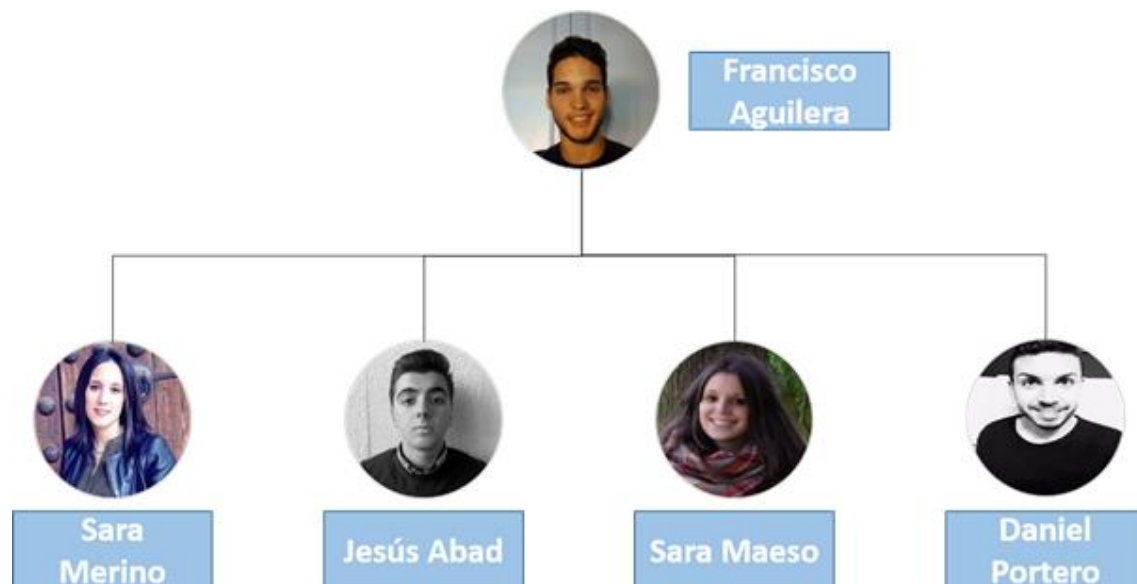 Francisco
Aguilera
Sara
Merino
Jesús Abad
Sara Maeso
Daniel
Portero